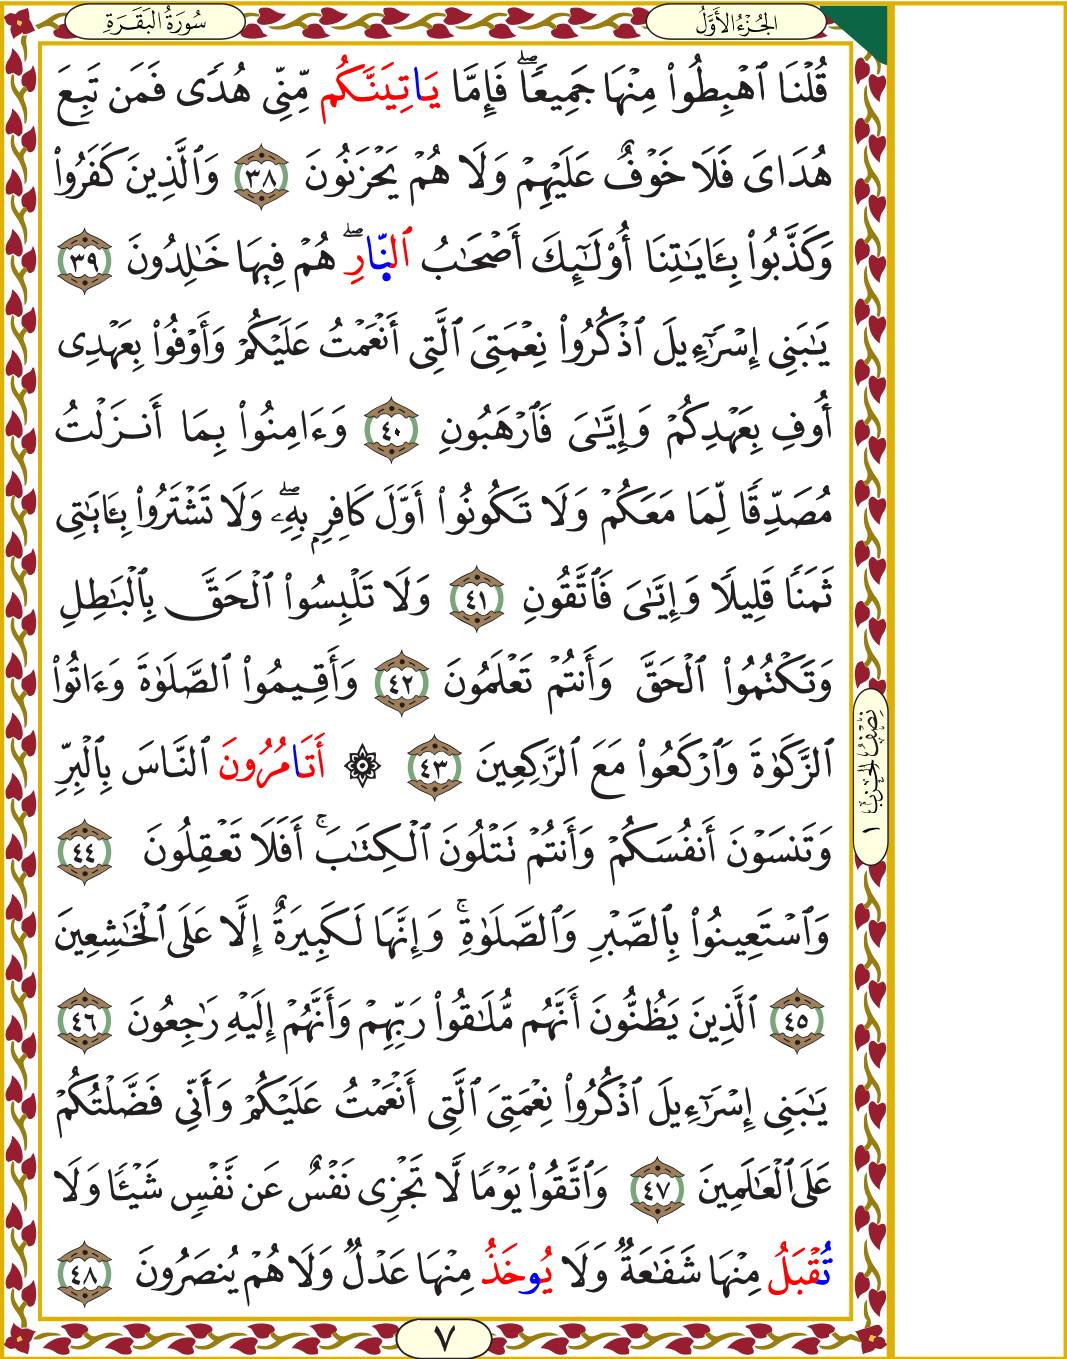 الجُزْءُ الأَوَّلُ
سُورَةُ البَقَرَةِ
قُلْنَا ٱهْبِطُوا۟ مِنْهَا جَمِيعًاۖ فَإِمَّا يَاتِيَنَّكُم مِّنِّى هُدًى فَمَن تَبِعَ
هُدَاىَ فَلَا خَوْفٌ عَلَيْهِمْ وَلَا هُمْ يَحْزَنُونَ ٣٨ وَٱلَّذِينَ كَفَرُوا۟
وَكَذَّبُوا۟ بِـَٔايَـٰتِنَا أُو۟لَـٰٓئِكَ أَصْحَـٰبُ ٱلنّ۪ارِۖ هُمْ فِيهَا خَـٰلِدُونَ ٣٩
يَـٰبَنِى إِسْرَٰٓءِيلَ ٱذْكُرُوا۟ نِعْمَتِىَ ٱلَّتِى أَنْعَمْتُ عَلَيْكُمْ وَأَوْفُوا۟ بِعَهْدِى
أُوفِ بِعَهْدِكُمْ وَإِيَّـٰىَ فَٱرْهَبُونِ ٤٠ وَءَامِنُوا۟ بِمَا أَنزَلْتُ
مُصَدِّقًا لِّمَا مَعَكُمْ وَلَا تَكُونُوا۟ أَوَّلَ كَافِرٍۭ بِهِۦۖ وَلَا تَشْتَرُوا۟ بِـَٔايَـٰتِى
ثَمَنًا قَلِيلًا وَإِيَّـٰىَ فَٱتَّقُونِ ٤١ وَلَا تَلْبِسُوا۟ ٱلْحَقَّ بِٱلْبَـٰطِلِ
وَتَكْتُمُوا۟ ٱلْحَقَّ وَأَنتُمْ تَعْلَمُونَ ٤٢ وَأَقِيمُوا۟ ٱلصَّلَوٰةَ وَءَاتُوا۟
ٱلزَّكَوٰةَ وَٱرْكَعُوا۟ مَعَ ٱلرَّٰكِعِينَ ٤٣ ۞ أَتَامُرُونَ ٱلنَّاسَ بِٱلْبِرِّ
وَتَنسَوْنَ أَنفُسَكُمْ وَأَنتُمْ تَتْلُونَ ٱلْكِتَـٰبَۚ أَفَلَا تَعْقِلُونَ ٤٤
وَٱسْتَعِينُوا۟ بِٱلصَّبْرِ وَٱلصَّلَوٰةِۚ وَإِنَّهَا لَكَبِيرَةٌ إِلَّا عَلَى ٱلْخَـٰشِعِينَ
٤٥ ٱلَّذِينَ يَظُنُّونَ أَنَّهُم مُّلَـٰقُوا۟ رَبِّهِمْ وَأَنَّهُمْ إِلَيْهِ رَٰجِعُونَ ٤٦
يَـٰبَنِى إِسْرَٰٓءِيلَ ٱذْكُرُوا۟ نِعْمَتِىَ ٱلَّتِى أَنْعَمْتُ عَلَيْكُمْ وَأَنِّى فَضَّلْتُكُمْ
عَلَى ٱلْعَـٰلَمِينَ ٤٧ وَٱتَّقُوا۟ يَوْمًا لَّا تَجْزِى نَفْسٌ عَن نَّفْسٍ شَيْـًٔا وَلَا
تُقْبَلُ مِنْهَا شَفَـٰعَةٌ وَلَا يُوخَذُ مِنْهَا عَدْلٌ وَلَا هُمْ يُنصَرُونَ ٤٨
نِصْفُ الحِزْبِ ١
٧